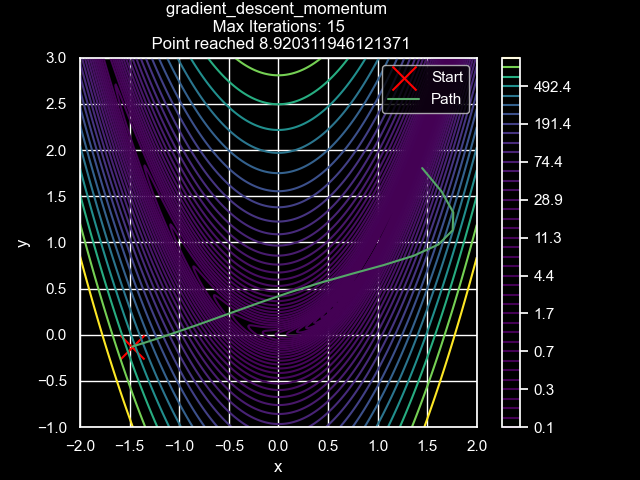 gradient_descent_momentum
Max Iterations: 15
Point reached 8.920311946121371
Start
Path
3.0
2.5
2.0
1.5
1.0
0.5
0.0
−0.5
−1.0
y
−2.0 −1.5 −1.0 −0.5 0.0 0.5 1.0 1.5 2.0
x
492.4
191.4
74.4
28.9
11.3
4.4
1.7
0.7
0.3
0.1